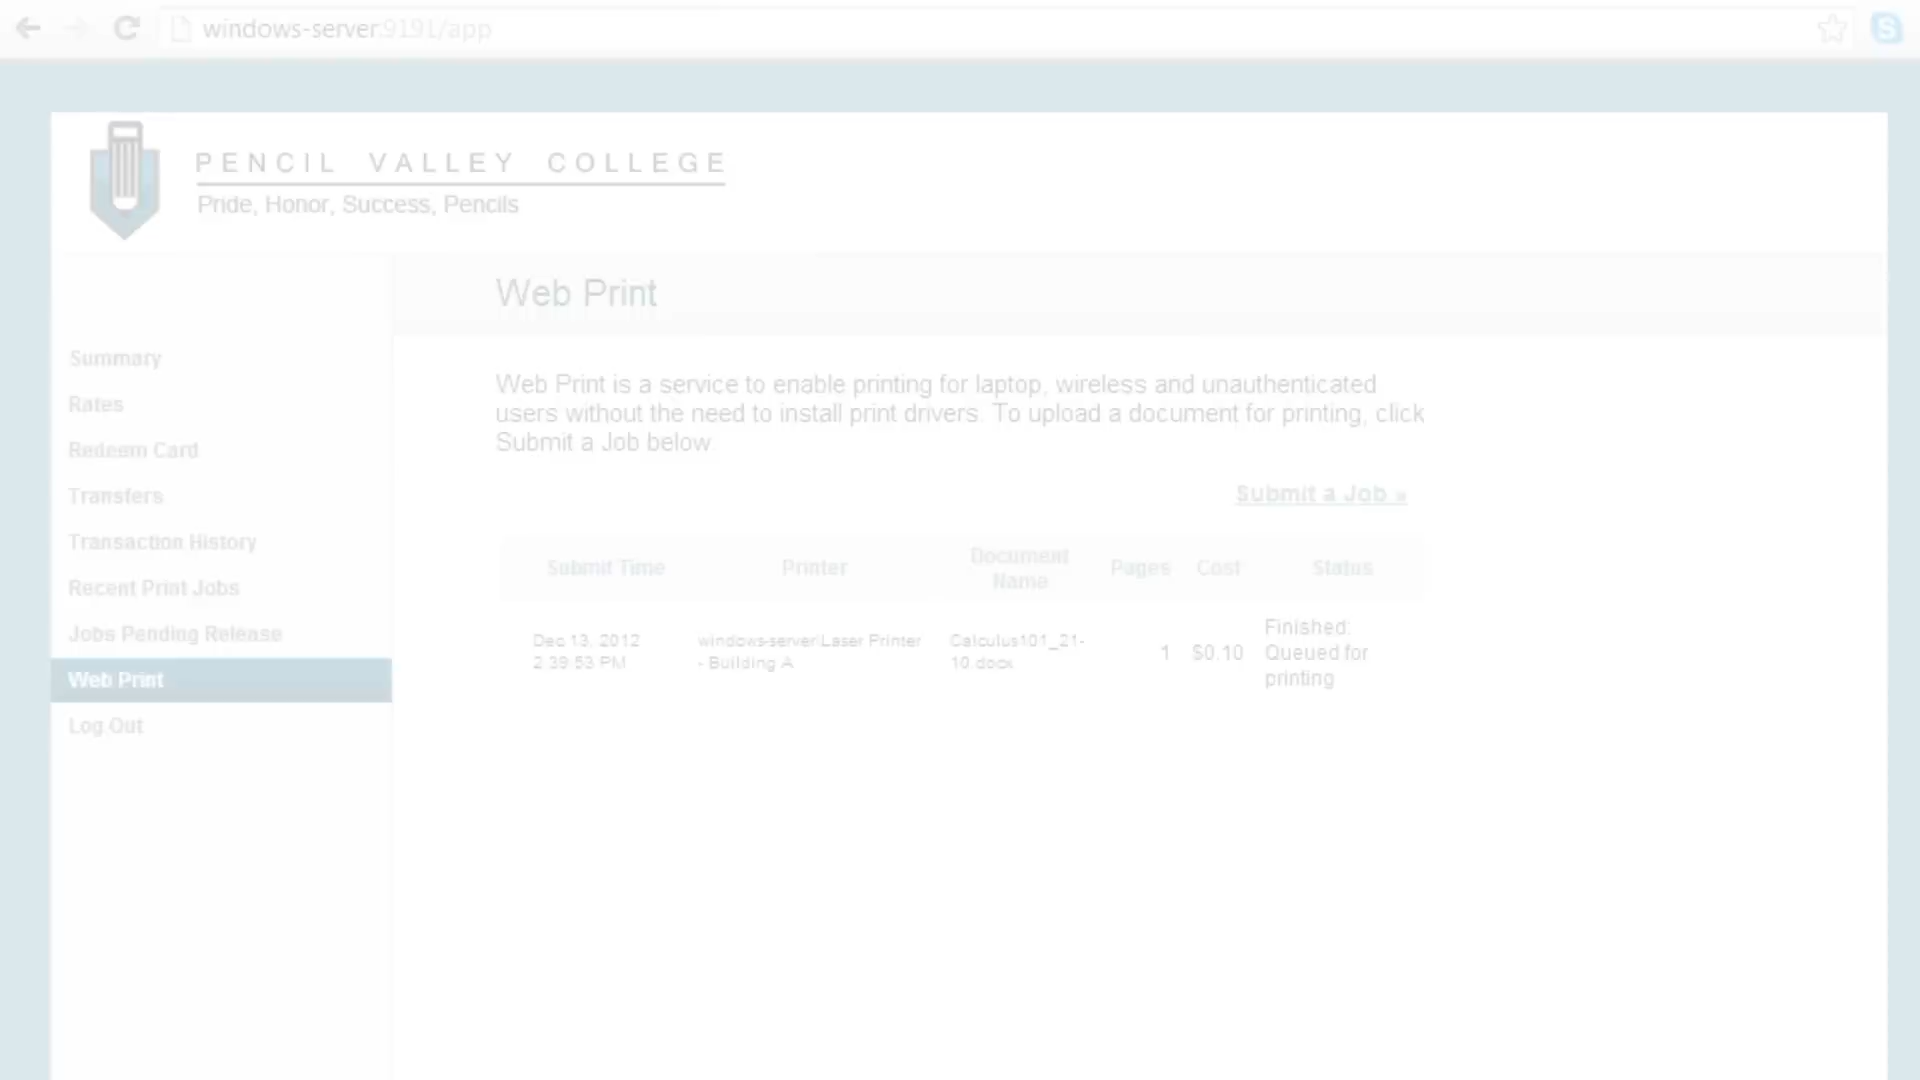 windows-server:9191/app
PENCIL VALLEY COLLEGE
Pride, Honor, Success, Pencils
Web Print
Summary
Rates
Redeem Card
Transfers
Transaction History
Recent Print Jobs
Jobs Pending Release
Web Print
Log Out
Web Print is a service to enable printing for laptop, wireless and unauthenticated
users without the need to install print drivers. To upload a document for printing, click
Submit a Job below.
Submit a Job »
Submit Time Printer Document Name Pages Cost Status
Dec 13, 2012
2:39:53 PM
windows-server\Laser Printer
- Building A
Calculus101_21-
10.docx
1
$0.10
Finished:
Queued for
printing